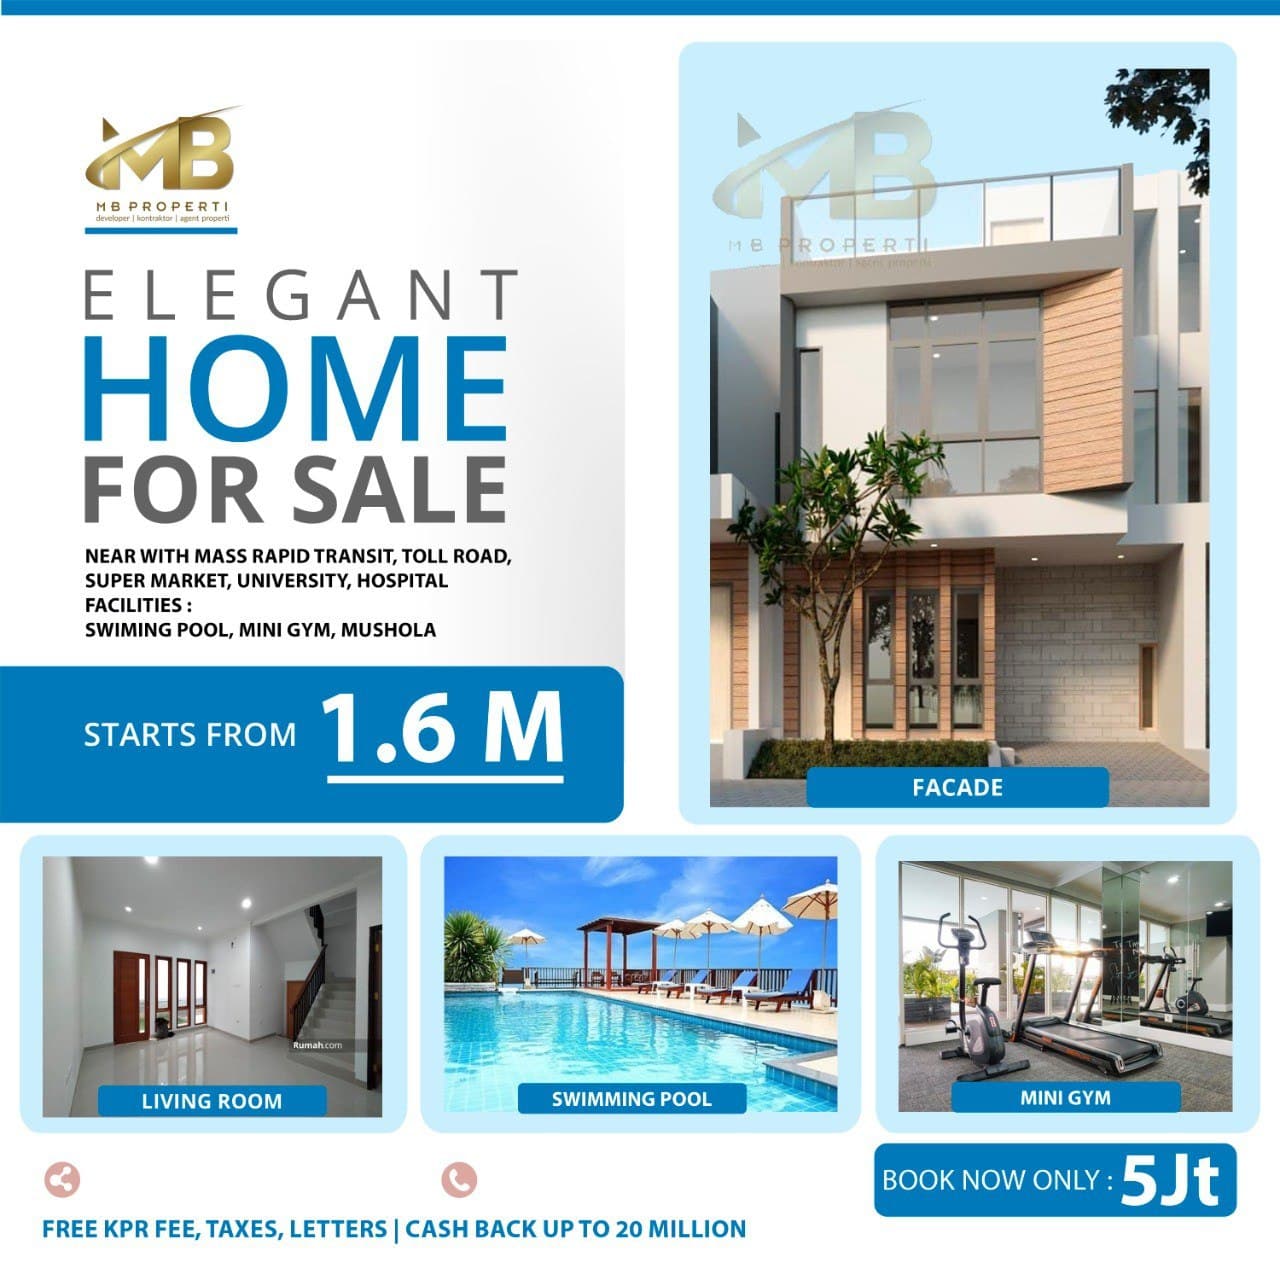 MB
MB PROPERTI
developer | kontraktor | agent properti
ELEGANT
HOME
FOR SALE
NEAR WITH MASS RAPID TRANSIT, TOLL ROAD,
SUPER MARKET, UNIVERSITY, HOSPITAL
FACILITIES :
SWIMING POOL, MINI GYM, MUSHOLA
STARTS FROM 1.6 M
MB
MB PROPERTI
kontraktor | agent properti
FACADE
Rumah.com
LIVING ROOM
SWIMMING POOL
MINI GYM
BOOK NOW ONLY : 5Jt
FREE KPR FEE, TAXES, LETTERS | CASH BACK UP TO 20 MILLION